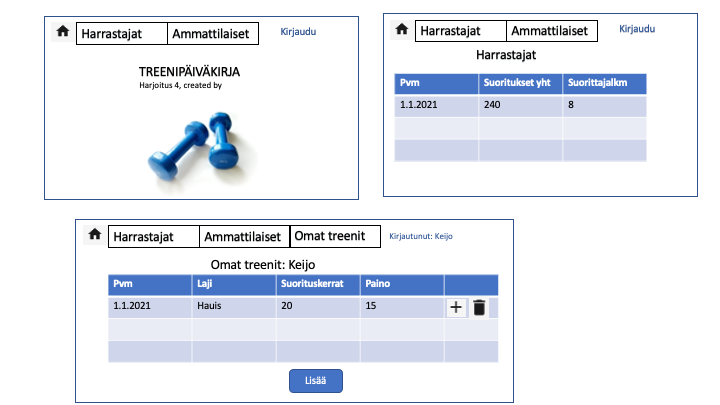 Harrastajat Ammattilaiset Kirjaudu
TREENIPÄIVÄKIRJA
Harjoitus 4, created by
Harrastajat Ammattilaiset Kirjaudu
Harrastajat
Pvm Suoritukset yht Suorittajalkm
1.1.2021 240 8
Harrastajat Ammattilaiset Omat treenit Kirjautunut: Keijo
Omat treenit: Keijo
Pvm Laji Suorituskerrat Paino
1.1.2021 Hauis 20 15
Lisää